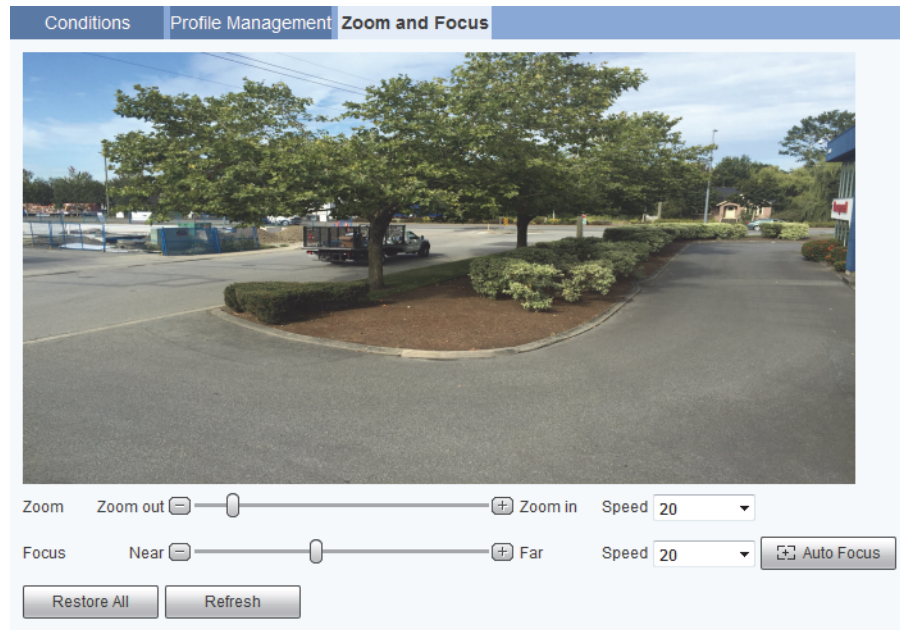 Conditions Profile Management Zoom and Focus
Zoom Zoom out Zoom in Speed 20
Focus Near Far Speed 20 Auto Focus
Restore All Refresh